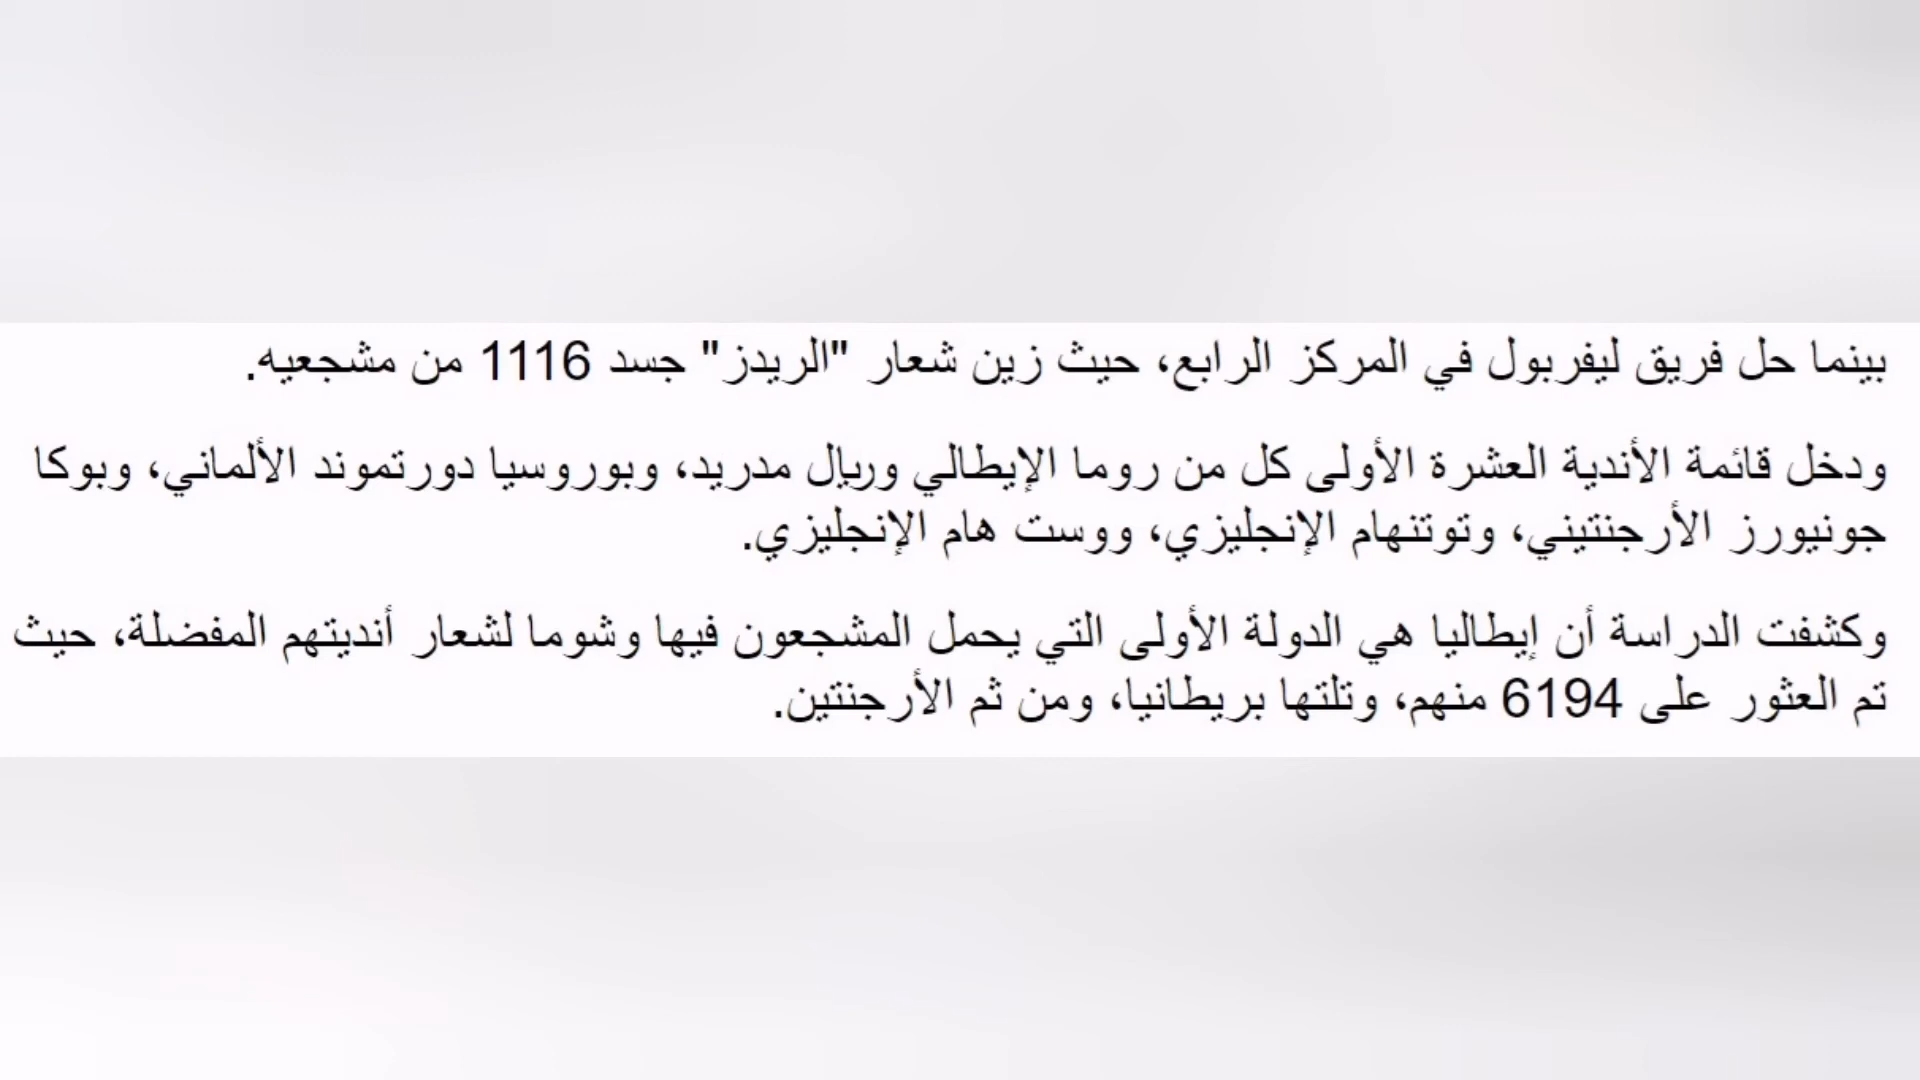 بينما حل فريق ليفربول في المركز الرابع، حيث زين شعار "الريدز" جسد 1116 من مشجعيه.
ودخل قائمة الأندية العشرة الأولى كل من روما الإيطالي وريال مدريد، وبوروسيا دورتموند الألماني، وبوكا
جونيورز الأرجنتيني، وتوتنهام الإنجليزي، ووست هام الإنجليزي.
وكشفت الدراسة أن إيطاليا هي الدولة الأولى التي يحمل المشجعون فيها وشوما لشعار أنديتهم المفضلة، حيث
تم العثور على 6194 منهم، وتلتها بريطانيا، ومن ثم الأرجنتين.